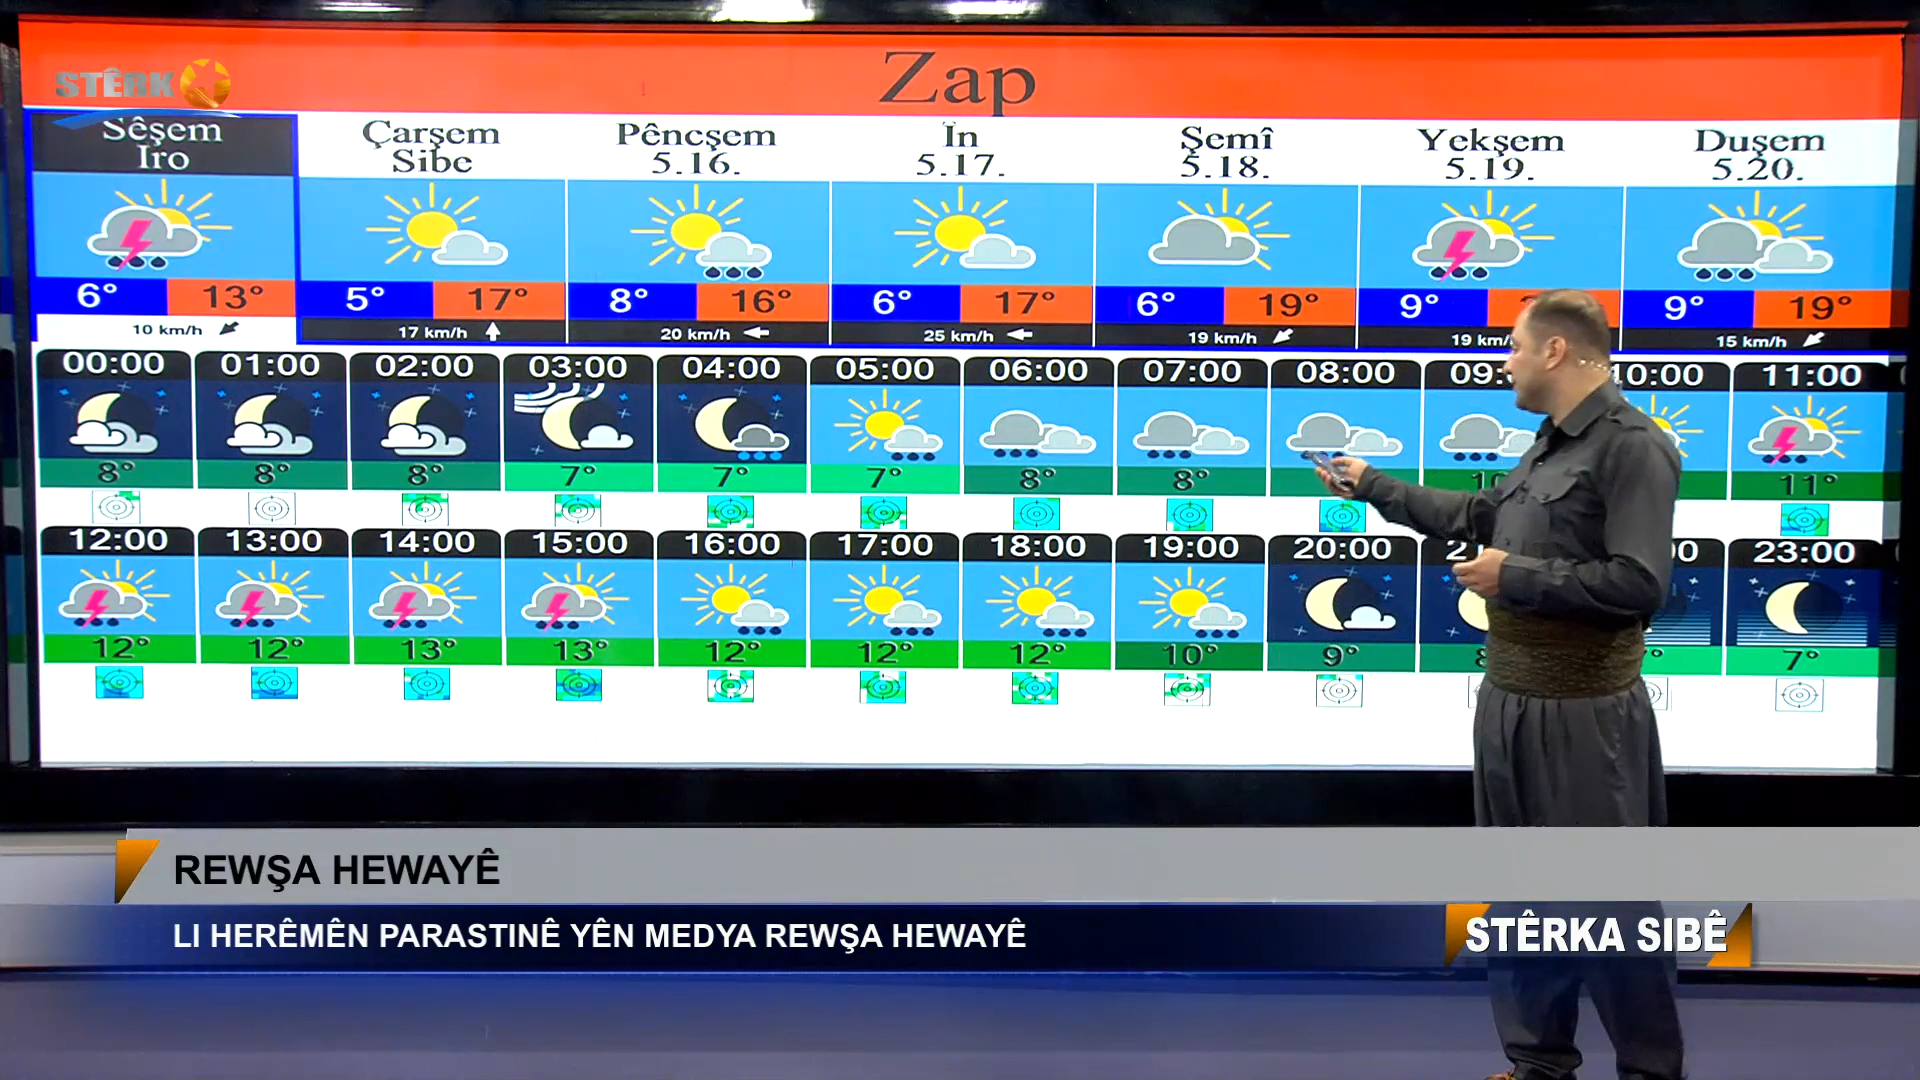 STÊRK
Zap
Sêşem
Iro
Çarşem
Sibe
Pêncşem
5.16.
În
5.17.
Şemî
5.18.
Yekşem
5.19.
Duşem
5.20.
6° 13° 5° 17° 8° 16° 6° 17° 6° 19° 9° 9° 19°
10 km/h 17 km/h 20 km/h 25 km/h 19 km/h 19 15 km/h
00:00 01:00 02:00 03:00 04:00 05:00 06:00 07:00 08:00 10:00 11:00
8° 8° 8° 7° 7° 7° 8° 8° 11°
12:00 13:00 14:00 15:00 16:00 17:00 18:00 19:00 20:00 23:00
12° 12° 13° 13° 12° 12° 12° 10° 9° 7°
REWŞA HEWAYÊ
LI HERÊMÊN PARASTINÊ YÊN MEDYA REWŞA HEWAYÊ
STÊRKA SIBÊ